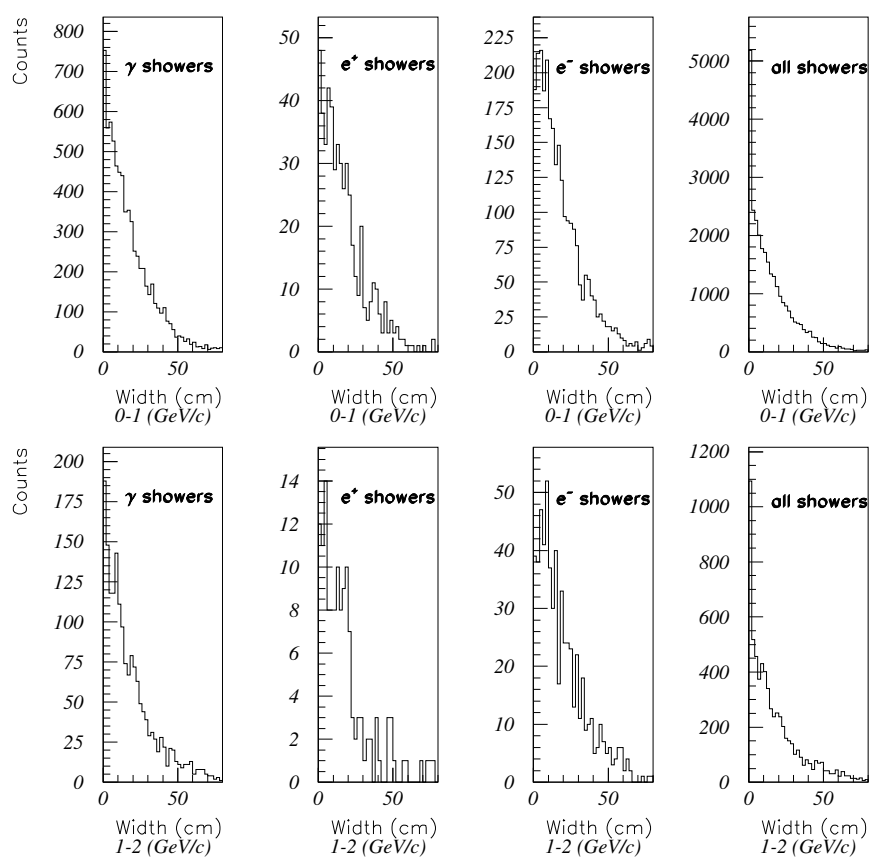 Counts
800
700
600
500
400
300
200
100
0
γ showers
0 50
Width (cm)
0-1 (GeV/c)
50
40
30
20
10
0
e⁺ showers
0 50
Width (cm)
0-1 (GeV/c)
225
200
175
150
125
100
75
50
25
0
e⁻ showers
0 50
Width (cm)
0-1 (GeV/c)
5000
4000
3000
2000
1000
0
all showers
0 50
Width (cm)
0-1 (GeV/c)
Counts
200
175
150
125
100
75
50
25
0
γ showers
0 50
Width (cm)
1-2 (GeV/c)
14
12
10
8
6
4
2
0
e⁺ showers
0 50
Width (cm)
1-2 (GeV/c)
50
40
30
20
10
0
e⁻ showers
0 50
Width (cm)
1-2 (GeV/c)
1200
1000
800
600
400
200
0
all showers
0 50
Width (cm)
1-2 (GeV/c)